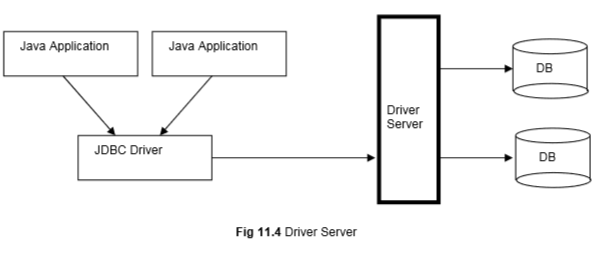 Java Application
Java Application
JDBC Driver
Driver
Server
DB
DB
Fig 11.4 Driver Server